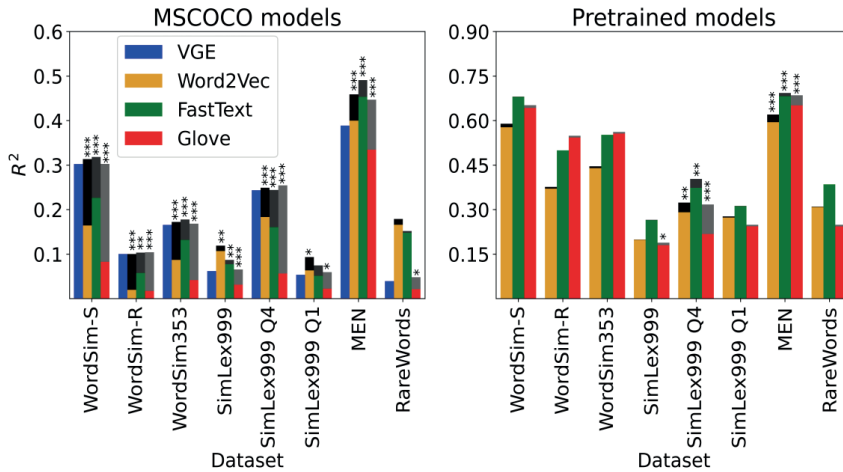 MSCOCO models
R²
0.6
0.6
0.4
0.3
0.2
0.1
VGE
Word2Vec
FastText
Glove
***
***
***
***
***
***
***
***
***
**
**
***
***
***
***
*
*
***
***
***
*
WordSim-S
WordSim-R
WordSim353
SimLex999
SimLex999 Q4
SimLex999 Q1
MEN
RareWords
Dataset
Pretrained models
0.90
0.75
0.60
0.45
0.30
0.15
*
**
**
***
***
***
***
WordSim-S
WordSim-R
WordSim353
SimLex999
SimLex999 Q4
SimLex999 Q1
MEN
RareWords
Dataset